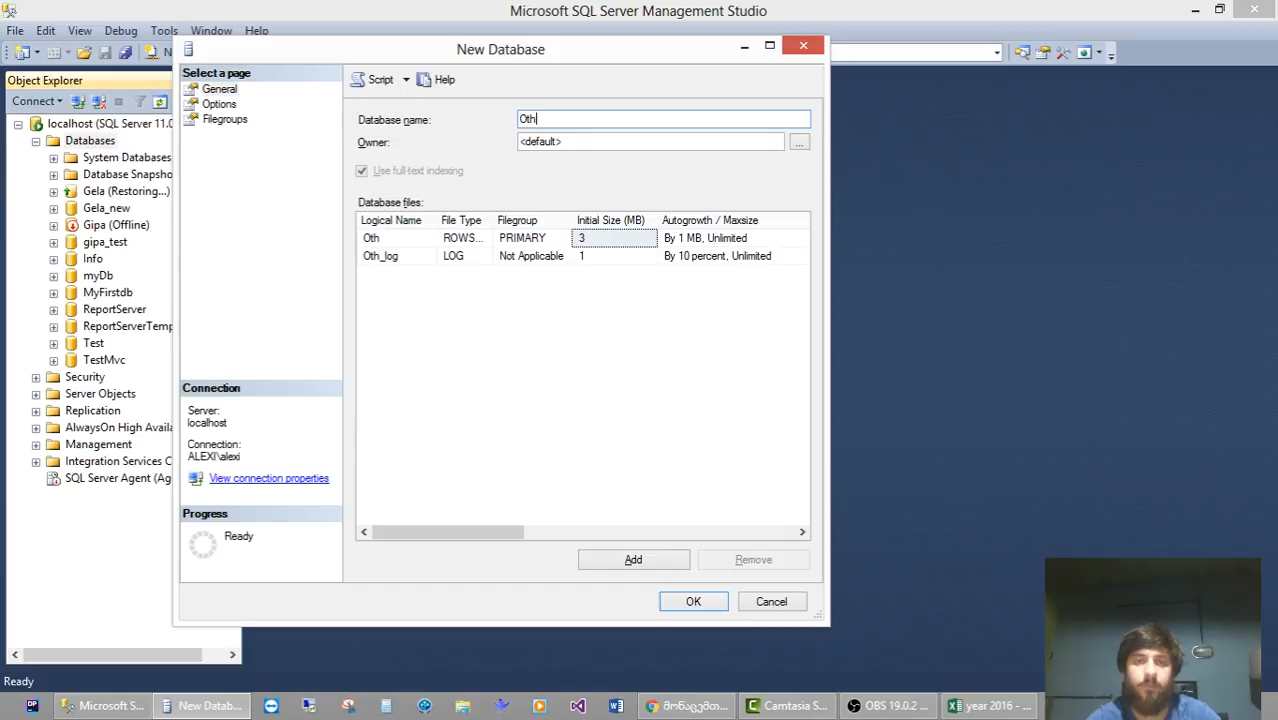 Microsoft SQL Server Management Studio
File Edit View Debug Tools Window Help
N
New Database
Object Explorer
Connect
localhost (SQL Server 11.0
Databases
System Databases
Database Snapsho
Gela (Restoring...)
Gela_new
Gipa (Offline)
gipa_test
Info
myDb
MyFirstdb
ReportServer
ReportServerTemp
Test
TestMvc
Security
Server Objects
Replication
AlwaysOn High Availa
Management
Integration Services C
SQL Server Agent (Ag
Select a page
General
Options
Filegroups
Connection
Server:
localhost
Connection:
ALEXI\alexi
View connection properties
Progress
Ready
Script Help
Database name: Oth
Owner: <default> ...
Use full-text indexing
Database files:
Logical Name File Type Filegroup Initial Size (MB) Autogrowth / Maxsize
Oth ROWS... PRIMARY 3 By 1 MB, Unlimited
Oth_log LOG Not Applicable 1 By 10 percent, Unlimited
Add Remove
OK Cancel
Ready
DP Microsoft S... New Datab... მონაცემთა... Camtasia S... OBS 19.0.2 ... year 2016 - ...